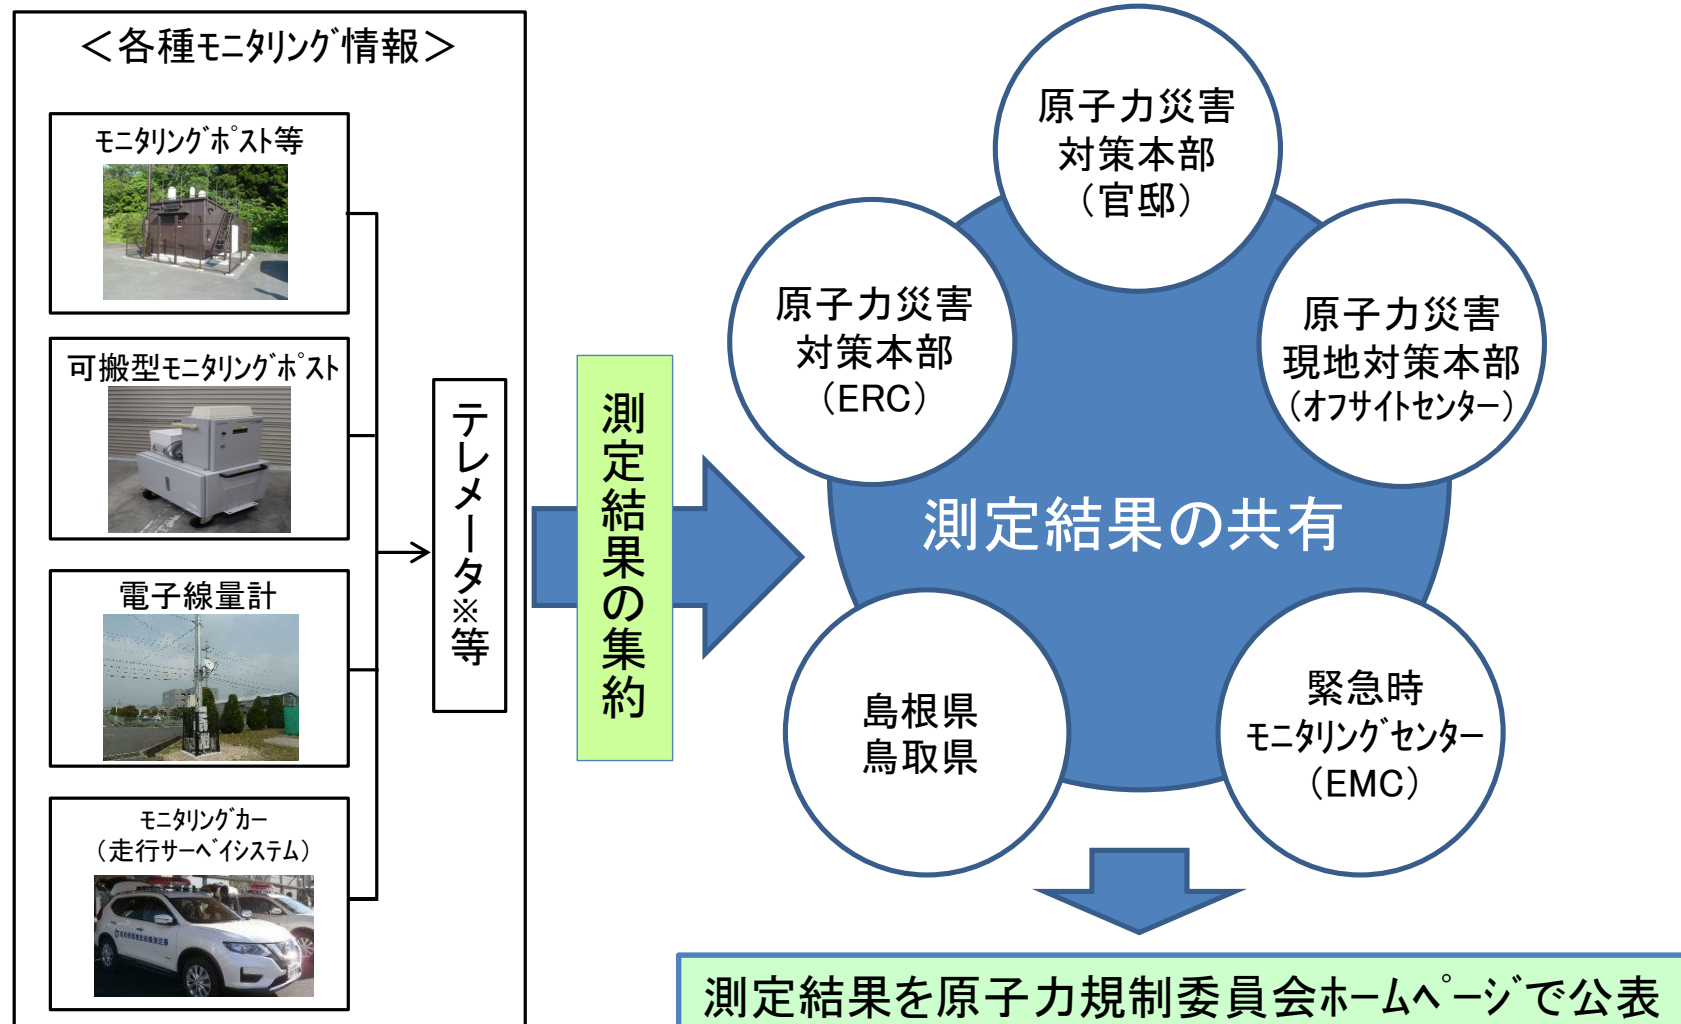 ＜各種ﾓﾆﾀﾘﾝｸﾞ情報＞
ﾓﾆﾀﾘﾝｸﾞﾎﾟｽﾄ等
可搬型ﾓﾆﾀﾘﾝｸﾞﾎﾟｽﾄ
電子線量計
ﾓﾆﾀﾘﾝｸﾞｶｰ
（走行ｻｰﾍﾞｲｼｽﾃﾑ）
テレメータ※等
測定結果の集約
原子力災害
対策本部
（官邸）
原子力災害
対策本部
（ERC）
原子力災害
現地対策本部
（ｵﾌｻｲﾄｾﾝﾀｰ）
測定結果の共有
島根県
鳥取県
緊急時
ﾓﾆﾀﾘﾝｸﾞｾﾝﾀｰ
（EMC）
測定結果を原子力規制委員会ﾎｰﾑﾍﾟｰｼﾞで公表